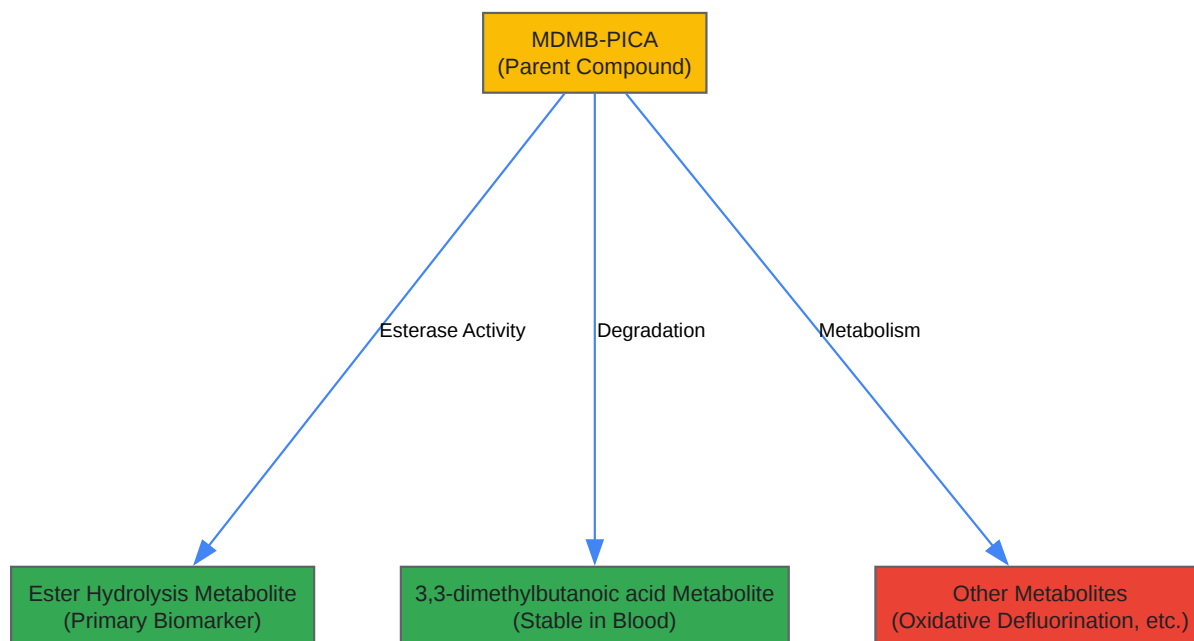 MDMB-PICA
(Parent Compound)
Esterase Activity
Degradation
Metabolism
Ester Hydrolysis Metabolite
(Primary Biomarker)
3,3-dimethylbutanoic acid Metabolite
(Stable in Blood)
Other Metabolites
(Oxidative Defluorination, etc.)